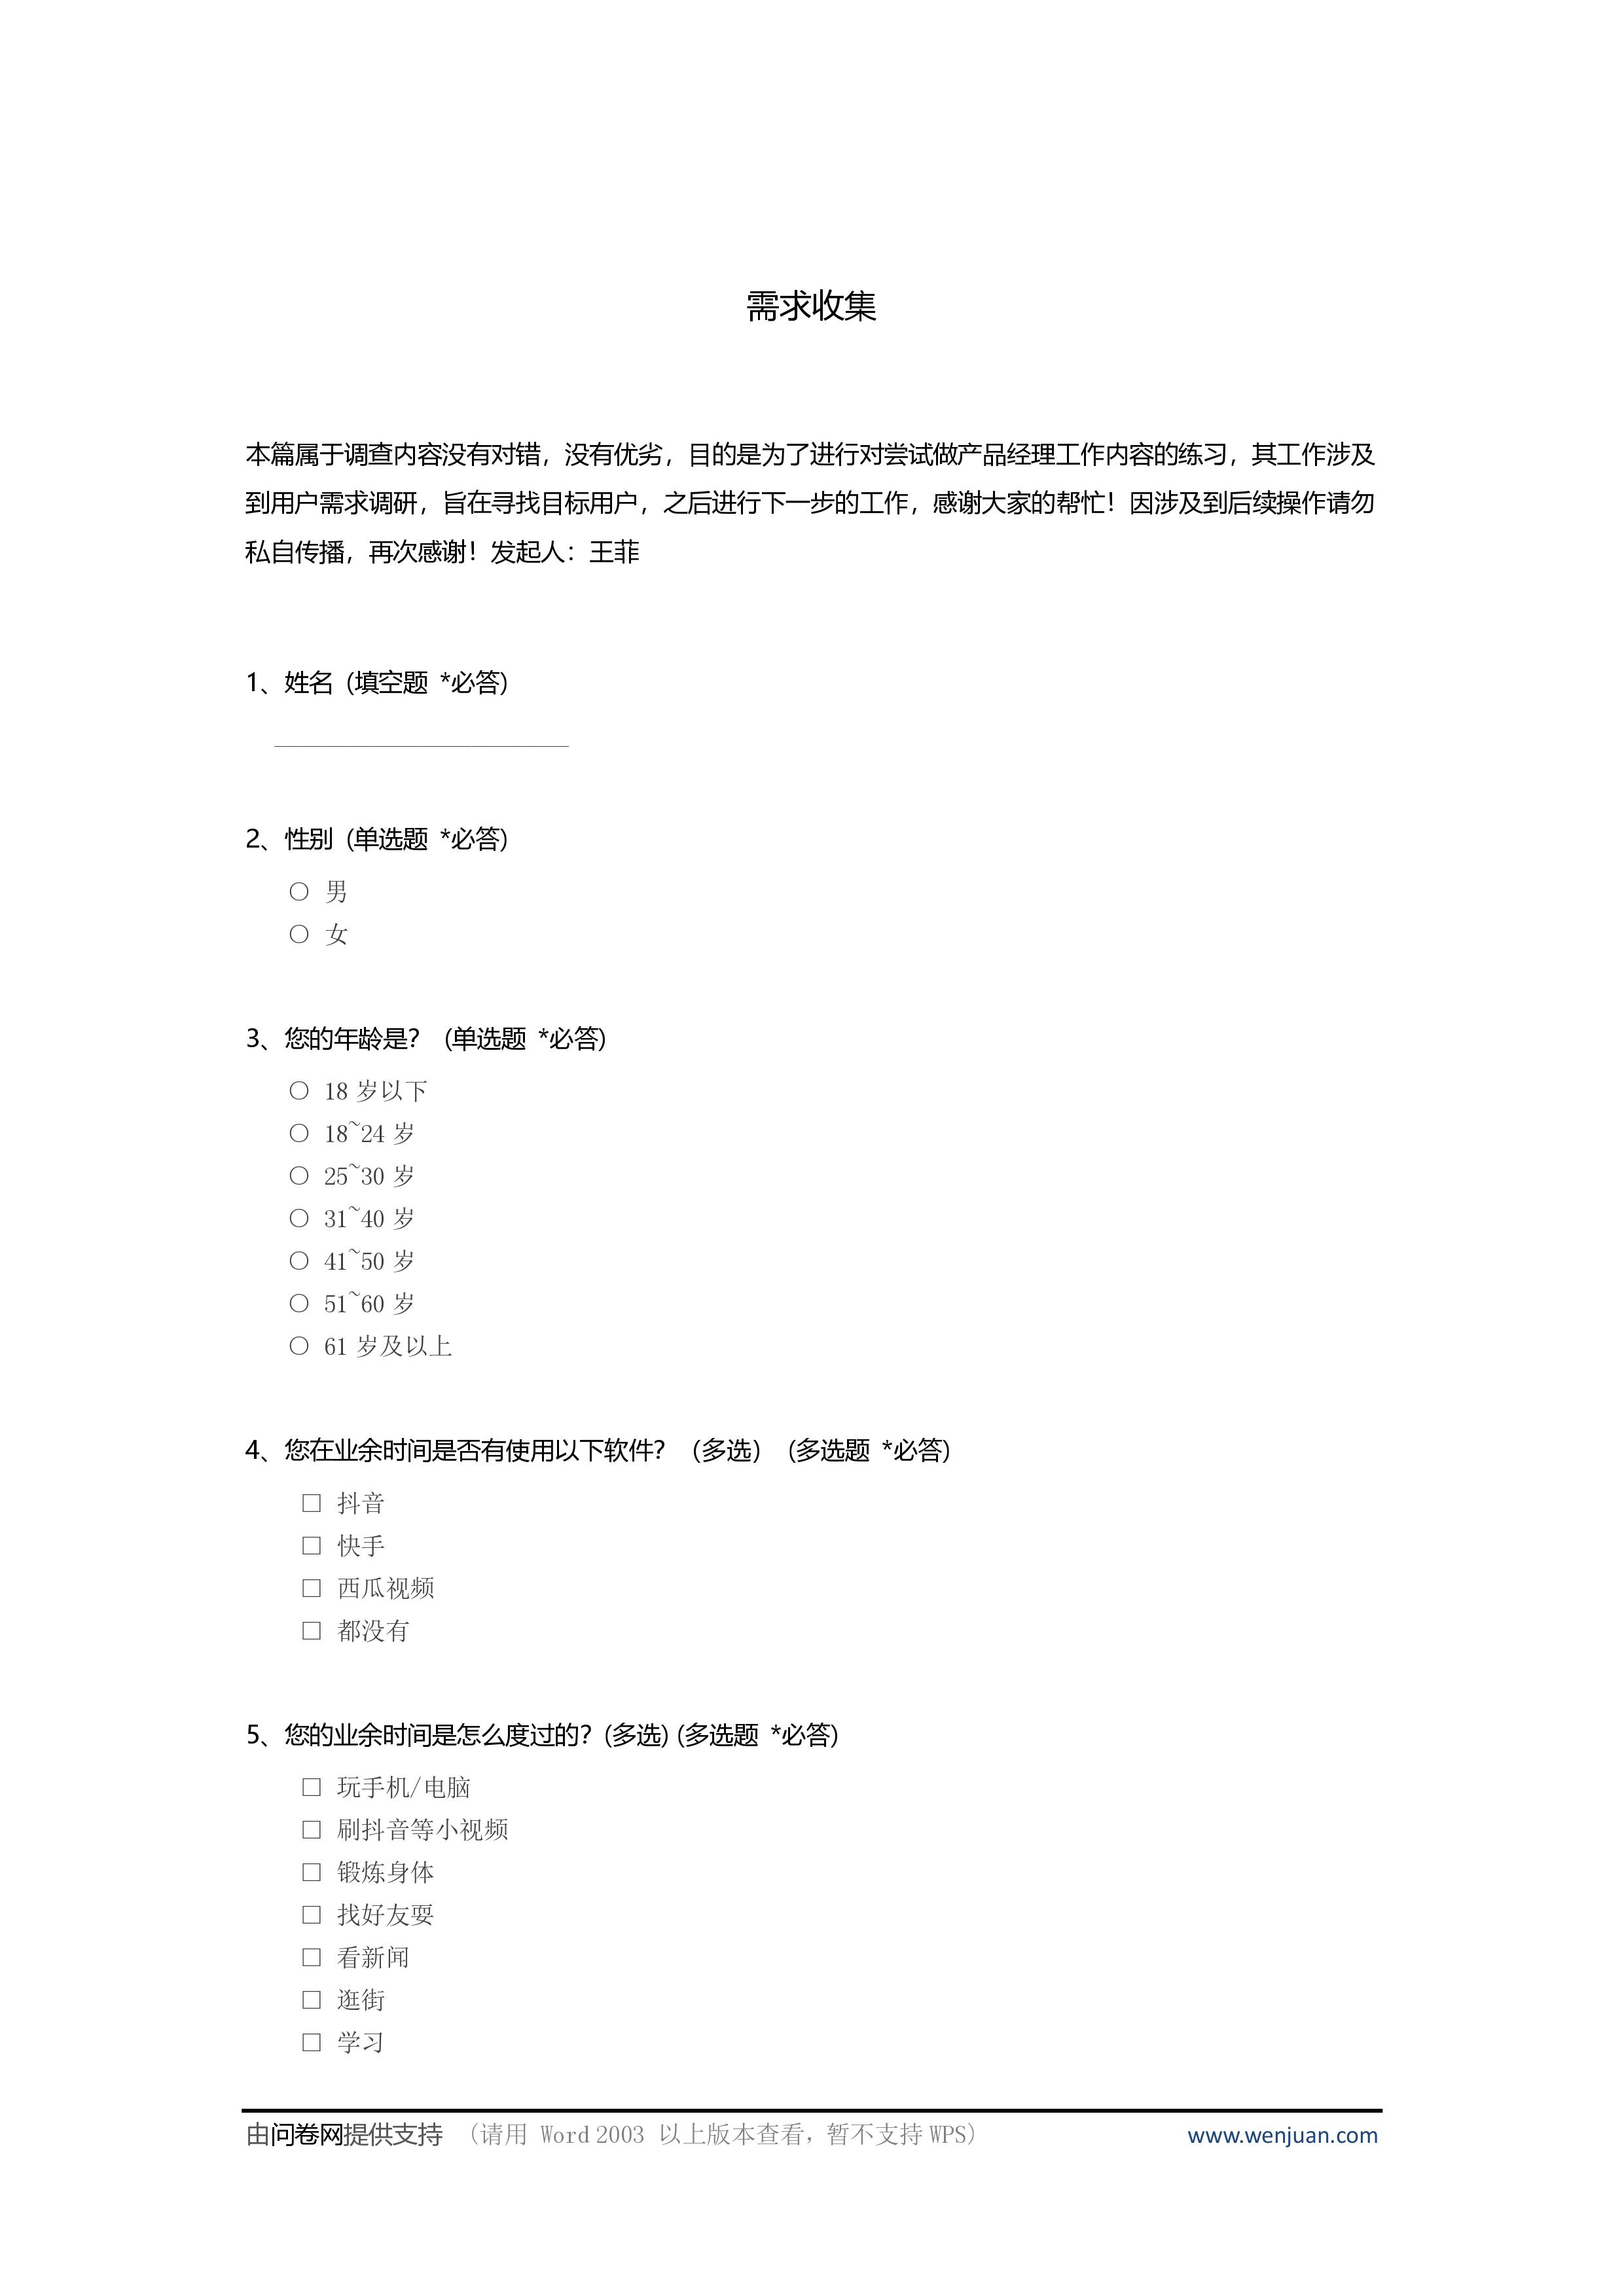 需求收集
本篇属于调查内容没有对错，没有优劣，目的是为了进行对尝试做产品经理工作内容的练习，其工作涉及
到用户需求调研，旨在寻找目标用户，之后进行下一步的工作，感谢大家的帮忙！因涉及到后续操作请勿
私自传播，再次感谢！发起人：王菲
1、姓名 (填空题 *必答)
________________________
2、性别 (单选题 *必答)
○ 男
○ 女
3、您的年龄是？ (单选题 *必答)
○ 18 岁以下
○ 18~24 岁
○ 25~30 岁
○ 31~40 岁
○ 41~50 岁
○ 51~60 岁
○ 61 岁及以上
4、您在业余时间是否有使用以下软件？（多选） (多选题 *必答)
□ 抖音
□ 快手
□ 西瓜视频
□ 都没有
5、您的业余时间是怎么度过的？(多选) (多选题 *必答)
□ 玩手机/电脑
□ 刷抖音等小视频
□ 锻炼身体
□ 找好友耍
□ 看新闻
□ 逛街
□ 学习
由问卷网提供支持 （请用 Word 2003 以上版本查看，暂不支持 WPS） www.wenjuan.com